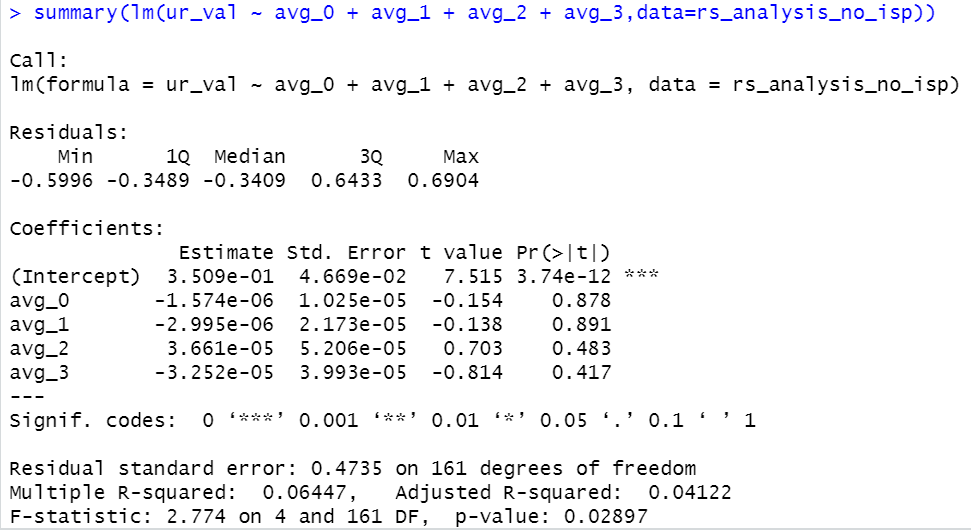 > summary(lm(ur_val ~ avg_0 + avg_1 + avg_2 + avg_3,data=rs_analysis_no_isp))
Call:
lm(formula = ur_val ~ avg_0 + avg_1 + avg_2 + avg_3, data = rs_analysis_no_isp)
Residuals:
    Min      1Q  Median      3Q     Max
-0.5996 -0.3489 -0.3409  0.6433  0.6904
Coefficients:
              Estimate Std. Error t value Pr(>|t|)
(Intercept)  3.509e-01  4.669e-02   7.515 3.74e-12 ***
avg_0       -1.574e-06  1.025e-05  -0.154    0.878
avg_1       -2.995e-06  2.173e-05  -0.138    0.891
avg_2        3.661e-05  5.206e-05   0.703    0.483
avg_3       -3.252e-05  3.993e-05  -0.814    0.417
---
Signif. codes:  0 ‘***’ 0.001 ‘**’ 0.01 ‘*’ 0.05 ‘.’ 0.1 ‘ ’ 1
Residual standard error: 0.4735 on 161 degrees of freedom
Multiple R-squared:  0.06447,	Adjusted R-squared:  0.04122
F-statistic: 2.774 on 4 and 161 DF,  p-value: 0.02897